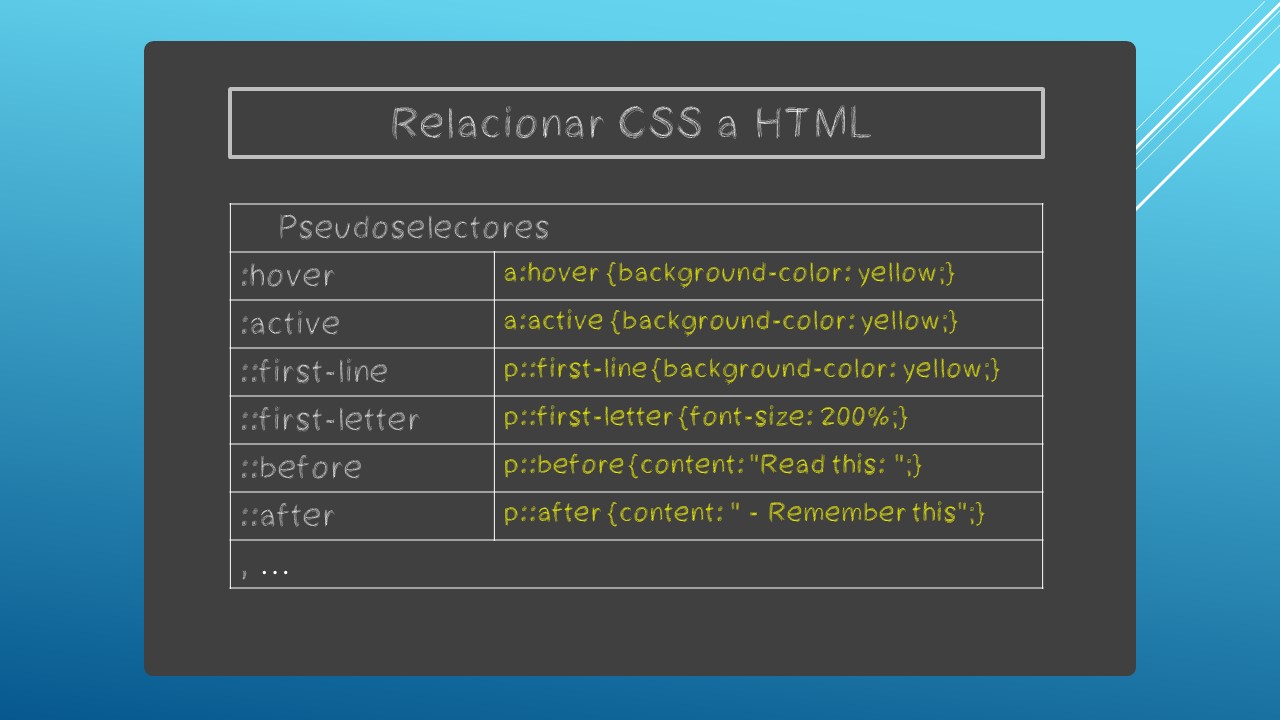 Relacionar CSS a HTML
Pseudoselectores
:hover a:hover {background-color: yellow;}
:active a:active {background-color: yellow;}
::first-line p::first-line{background-color: yellow;}
::first-letter p::first-letter {font-size: 200%;}
::before p::before{content: "Read this: ";}
::after p::after {content: " - Remember this";}
, ...